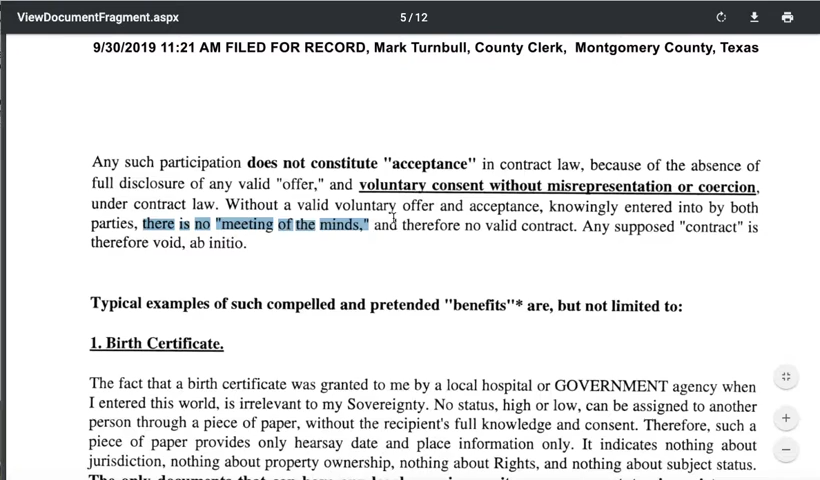 ViewDocumentFragment.aspx 5 / 12
9/30/2019 11:21 AM FILED FOR RECORD, Mark Turnbull, County Clerk, Montgomery County, Texas
Any such participation does not constitute "acceptance" in contract law, because of the absence of
full disclosure of any valid "offer," and voluntary consent without misrepresentation or coercion,
under contract law. Without a valid voluntary offer and acceptance, knowingly entered into by both
parties, there is no "meeting of the minds," and therefore no valid contract. Any supposed "contract" is
therefore void, ab initio.
Typical examples of such compelled and pretended "benefits"* are, but not limited to:
1. Birth Certificate.
The fact that a birth certificate was granted to me by a local hospital or GOVERNMENT agency when
I entered this world, is irrelevant to my Sovereignty. No status, high or low, can be assigned to another
person through a piece of paper, without the recipient's full knowledge and consent. Therefore, such a
piece of paper provides only hearsay date and place information only. It indicates nothing about
jurisdiction, nothing about property ownership, nothing about Rights, and nothing about subject status.